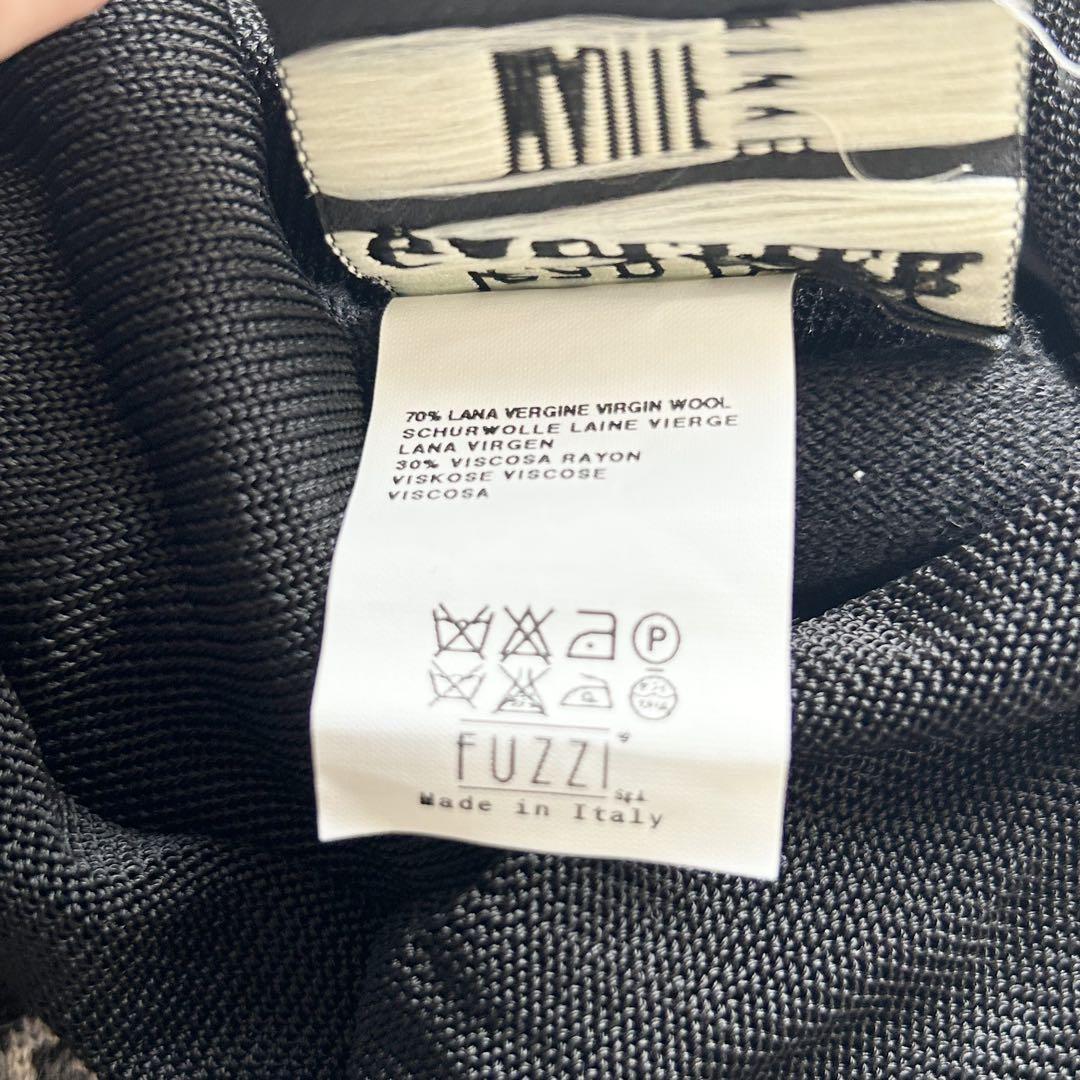 70% LANA VERGINE VIRGIN WOOL
SCHURWOLLE LAINE VIERGE
LANA VIRGEN
30% VISCOSA RAYON
VISKOSE VISCOSE
VISCOSA
P
FUZZI
SpA
Made in Italy